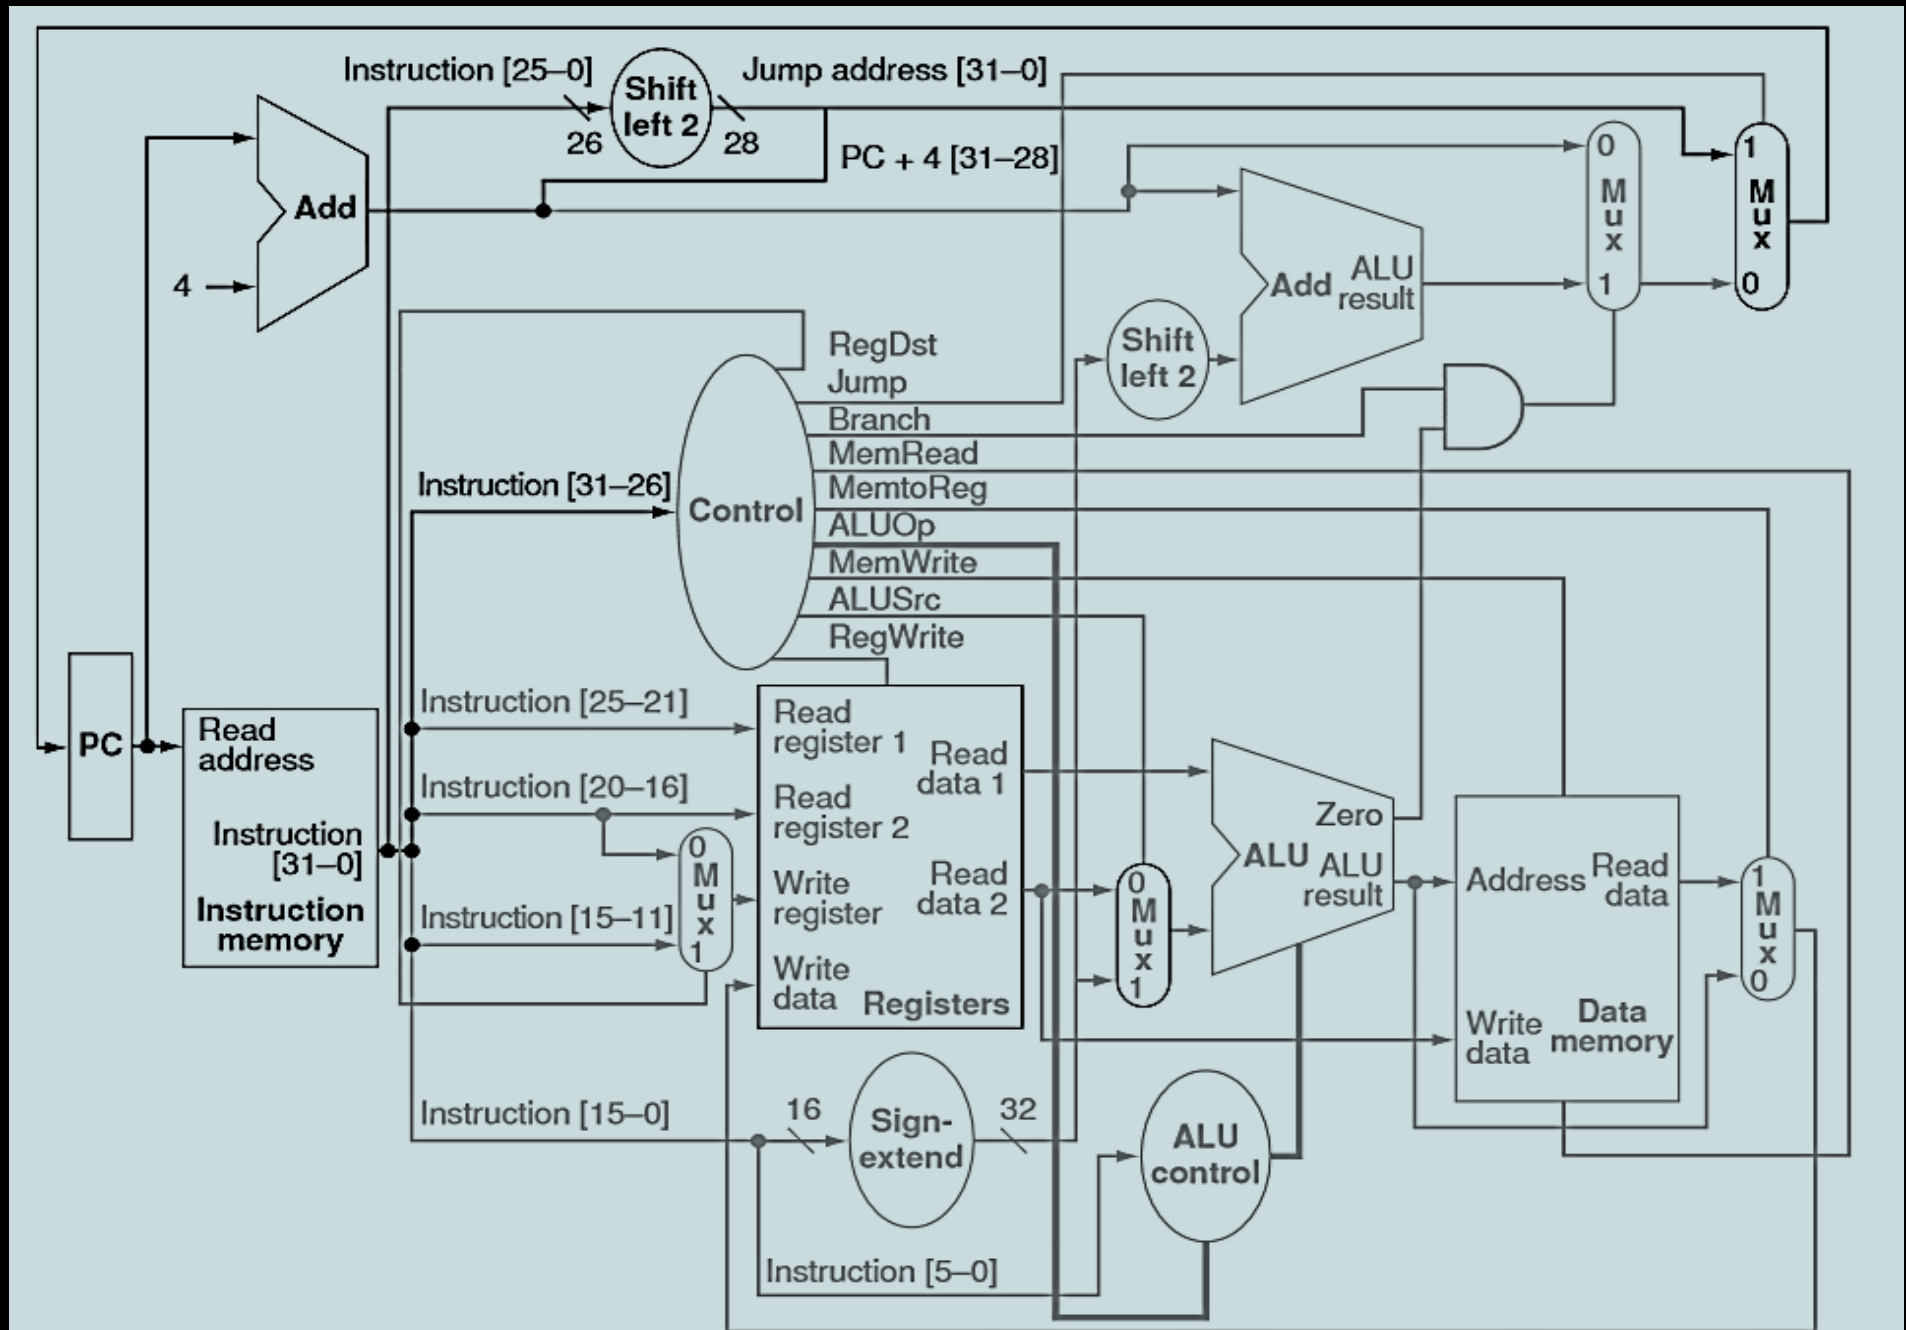 Instruction [25–0]
Shift
left 2
Jump address [31–0]
26
28
PC + 4 [31–28]
Add
4
0
M
u
x
1
1
M
u
x
0
Add
ALU
result
Shift
left 2
RegDst
Jump
Branch
MemRead
MemtoReg
ALUOp
MemWrite
ALUSrc
RegWrite
Instruction [31–26]
Control
PC
Read
address
Instruction
[31–0]
Instruction
memory
Instruction [25–21]
Instruction [20–16]
Instruction [15–11]
0
M
u
x
1
Read
register 1
Read
register 2
Write
register
Write
data
Read
data 1
Read
data 2
Registers
0
M
u
x
1
Zero
ALU
ALU
result
Address
Read
data
Write
data
Data
memory
1
M
u
x
0
Instruction [15–0]
16
Sign-
extend
32
ALU
control
Instruction [5–0]